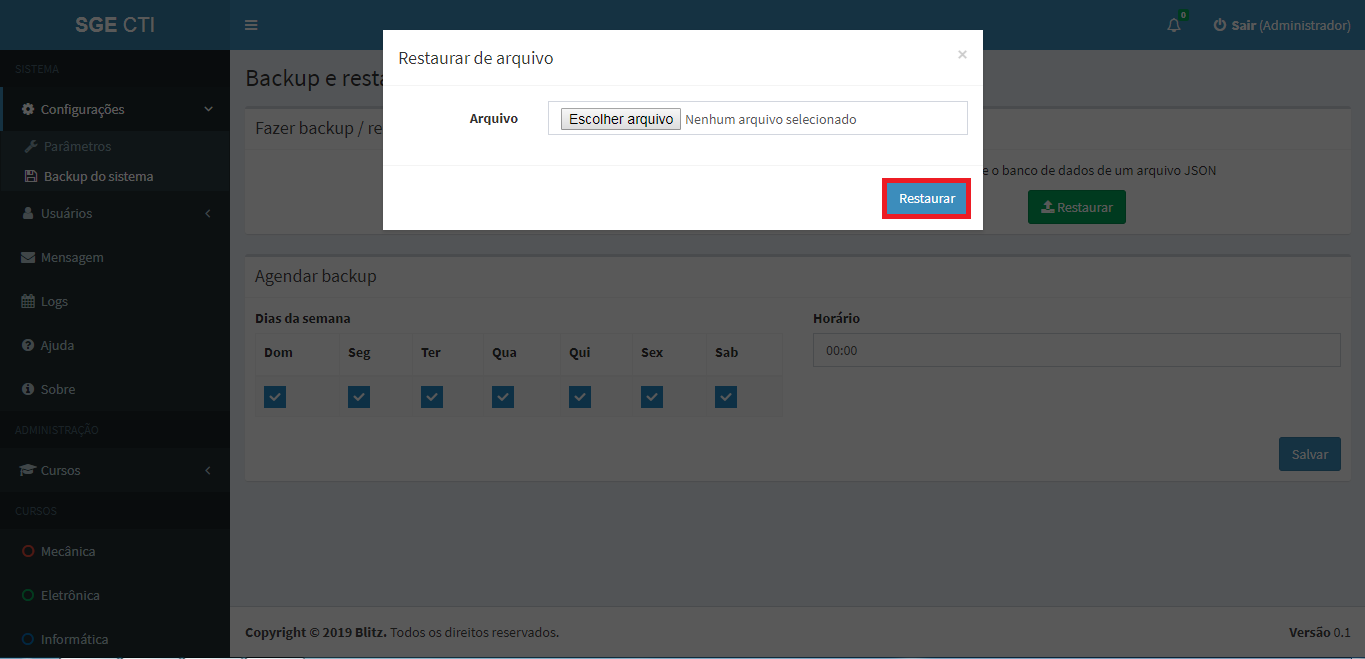 SGE CTI
0
Sair (Administrador)
SISTEMA
Configurações
Parâmetros
Backup do sistema
Usuários
Mensagem
Logs
Ajuda
Sobre
ADMINISTRAÇÃO
Cursos
CURSOS
Mecânica
Eletrônica
Informática
Backup e resta
Fazer backup / re
Restaurar de arquivo
×
Arquivo
Escolher arquivo Nenhum arquivo selecionado
Restaurar
e o banco de dados de um arquivo JSON
Restaurar
Agendar backup
Dias da semana
Dom Seg Ter Qua Qui Sex Sab
Horário
00:00
Salvar
Copyright © 2019 Blitz. Todos os direitos reservados.
Versão 0.1